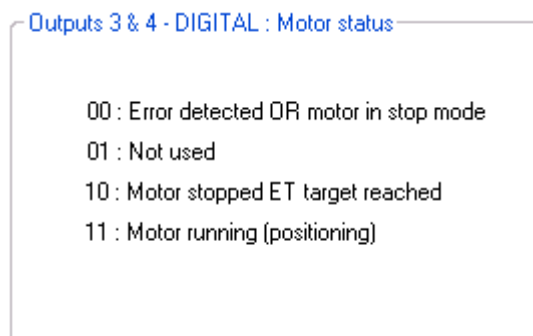 Outputs 3 & 4 - DIGITAL : Motor status
00 : Error detected OR motor in stop mode
01 : Not used
10 : Motor stopped ET target reached
11 : Motor running (positioning)